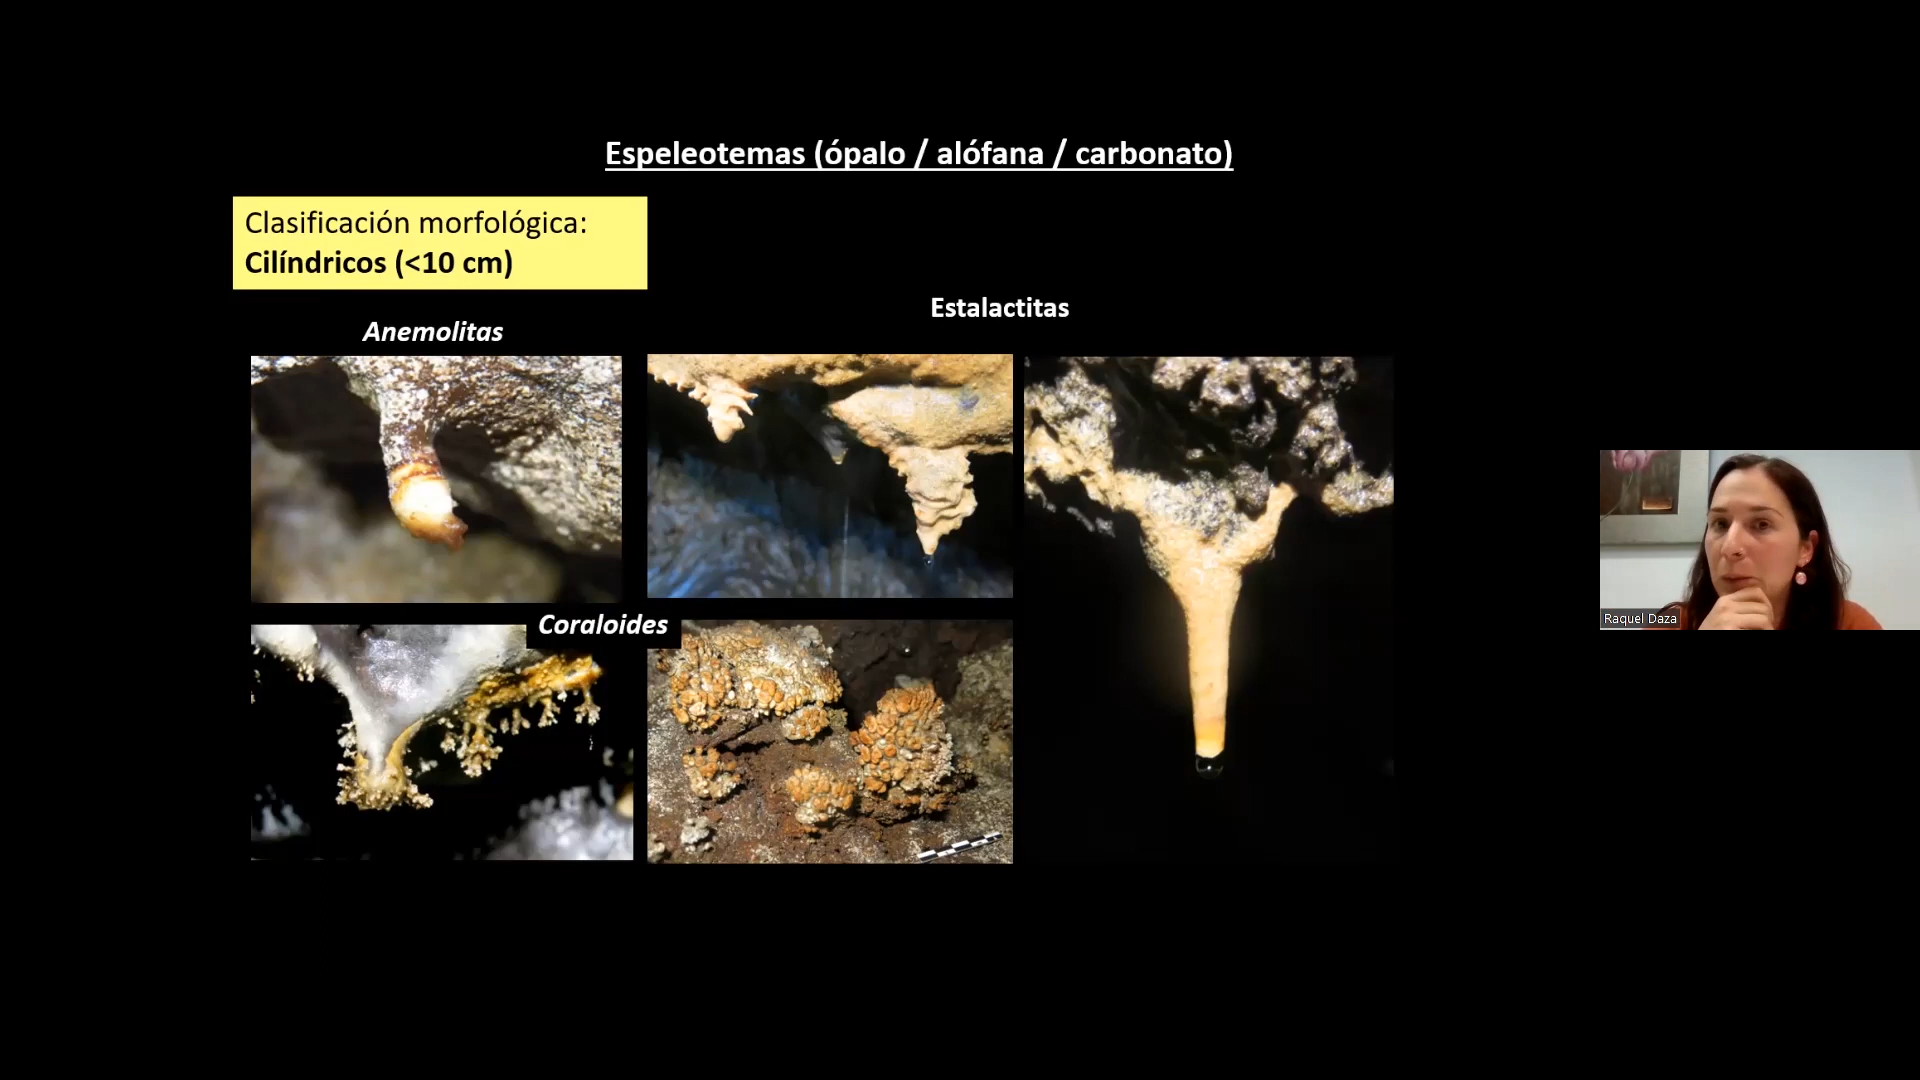 Espeleotemas (ópalo / alófana / carbonato)
Clasificación morfológica:
Cilíndricos (<10 cm)
Anemolitas
Estalactitas
Coraloides
Raquel Daza